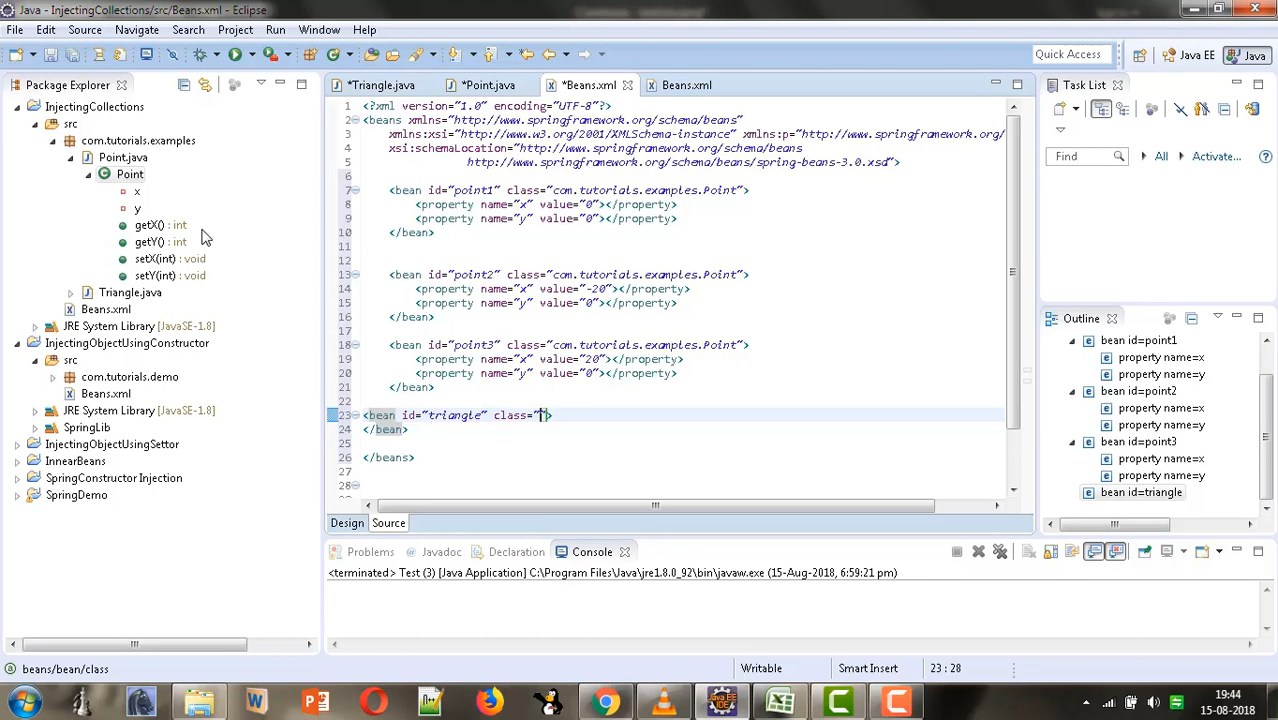 Java - InjectingCollections/src/Beans.xml - Eclipse
File Edit Source Refactor Navigate Search Project Run Window Help
Quick Access
Java EE
Java
Package Explorer
InjectingCollections
src
com.tutorials.examples
Point.java
Point
x
y
getX() : int
getY() : int
setX(int) : void
setY(int) : void
Triangle.java
Beans.xml
JRE System Library [JavaSE-1.8]
InjectingObjectUsingConstructor
src
com.tutorials.demo
Beans.xml
JRE System Library [JavaSE-1.8]
SpringLib
InjectingObjectUsingSettor
InnearBeans
SpringConstructor Injection
SpringDemo
*Triangle.java *Point.java *Beans.xml Beans.xml
1 <?xml version="1.0" encoding="UTF-8"?>
2 <beans xmlns="http://www.springframework.org/schema/beans"
3 xmlns:xsi="http://www.w3.org/2001/XMLSchema-instance" xmlns:p="http://www.springframework.org/
4 xsi:schemaLocation="http://www.springframework.org/schema/beans
5 http://www.springframework.org/schema/beans/spring-beans-3.0.xsd">
6
7 <bean id="point1" class="com.tutorials.examples.Point">
8 <property name="x" value="0"></property>
9 <property name="y" value="0"></property>
10 </bean>
11
12
13 <bean id="point2" class="com.tutorials.examples.Point">
14 <property name="x" value="-20"></property>
15 <property name="y" value="0"></property>
16 </bean>
17
18 <bean id="point3" class="com.tutorials.examples.Point">
19 <property name="x" value="20"></property>
20 <property name="y" value="0"></property>
21 </bean>
22
23 <bean id="triangle" class="">
24 </bean>
25
26 </beans>
27
28
Design Source
Task List
Find
All
Activate...
Outline
bean id=point1
property name=x
property name=y
bean id=point2
property name=x
property name=y
bean id=point3
property name=x
property name=y
bean id=triangle
Problems Javadoc Declaration Console
<terminated> Test (3) [Java Application] C:\Program Files\Java\jre1.8.0_92\bin\javaw.exe (15-Aug-2018, 6:59:21 pm)
beans/bean/class
Writable
Smart Insert
23 : 28
19:44
15-08-2018